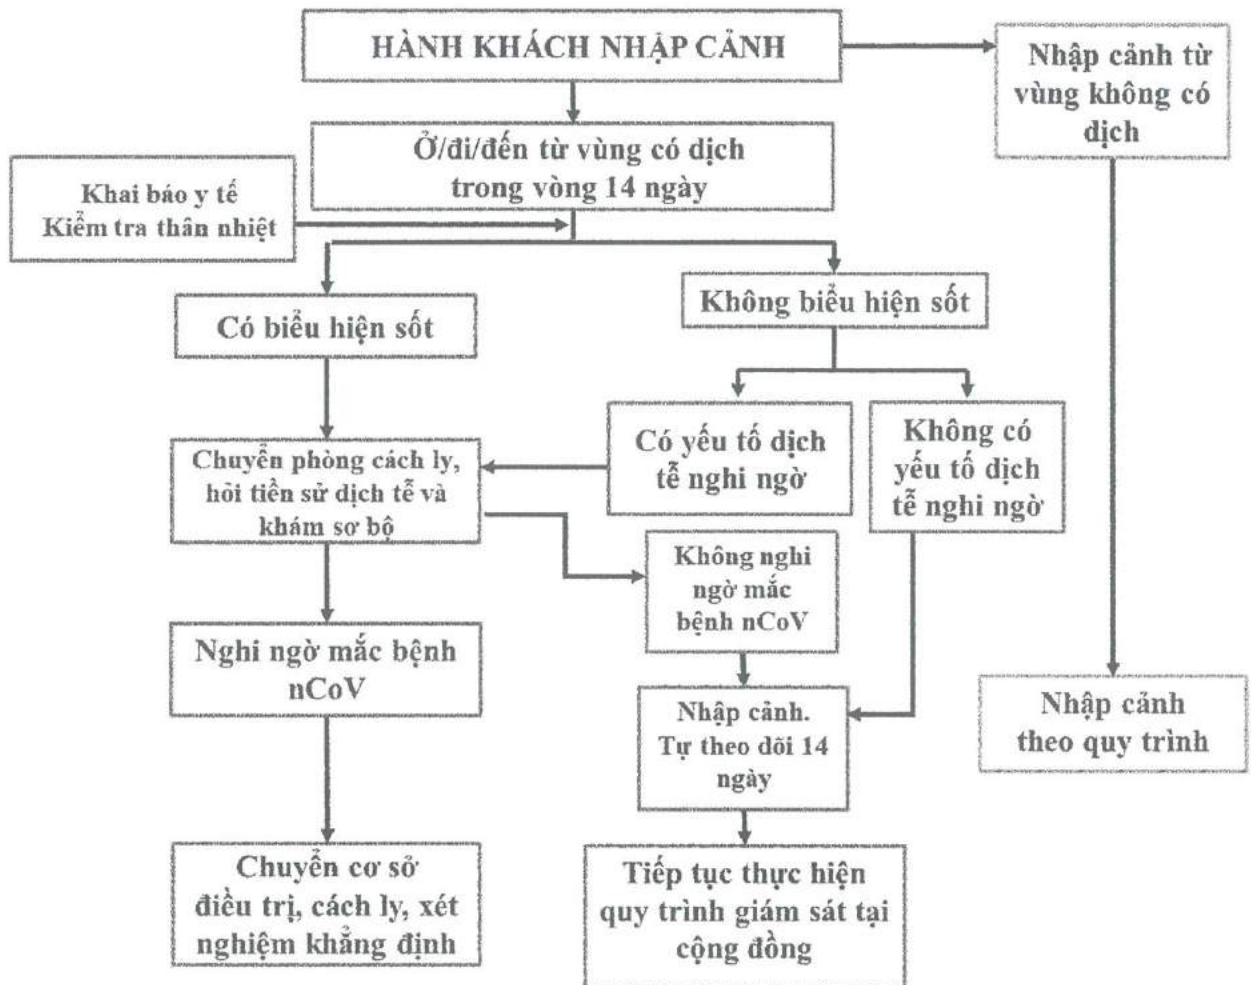 HÀNH KHÁCH NHẬP CẢNH
Nhập cảnh từ
vùng không có
dịch
Ở/đi/đến từ vùng có dịch
trong vòng 14 ngày
Khai báo y tế
Kiểm tra thân nhiệt
Có biểu hiện sốt
Không biểu hiện sốt
Chuyển phòng cách ly,
hỏi tiền sử dịch tễ và
khám sơ bộ
Có yếu tố dịch
tễ nghi ngờ
Không có
yếu tố dịch
tễ nghi ngờ
Không nghi
ngờ mắc
bệnh nCoV
Nghi ngờ mắc bệnh
nCoV
Nhập cảnh.
Tự theo dõi 14
ngày
Nhập cảnh
theo quy trình
Chuyển cơ sở
điều trị, cách ly, xét
nghiệm khẳng định
Tiếp tục thực hiện
quy trình giám sát tại
cộng đồng